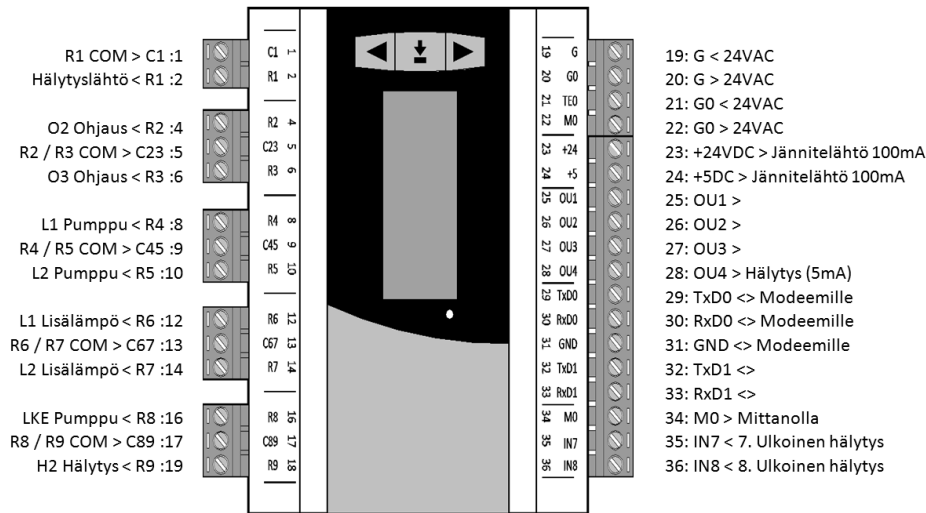 R1 COM > C1 :1
Hälytyslähtö < R1 :2
O2 Ohjaus < R2 :4
R2 / R3 COM > C23 :5
O3 Ohjaus < R3 :6
L1 Pumppu < R4 :8
R4 / R5 COM > C45 :9
L2 Pumppu < R5 :10
L1 Lisälämpö < R6 :12
R6 / R7 COM > C67 :13
L2 Lisälämpö < R7 :14
LKE Pumppu < R8 :16
R8 / R9 COM > C89 :17
H2 Hälytys < R9 :19
C1 1
R1 2
R2 4
C23 5
R3 6
R4 8
C45 9
R5 10
R6 12
C67 13
R7 14
R8 16
C89 17
R9 18
19 G
20 G0
21 TE0
22 M0
23 +24
24 +5
25 OU1
26 OU2
27 OU3
28 OU4
29 TxD0
30 RxD0
31 GND
32 TxD1
33 RxD1
34 M0
35 IN7
36 IN8
19: G < 24VAC
20: G > 24VAC
21: G0 < 24VAC
22: G0 > 24VAC
23: +24VDC > Jännitelähtö 100mA
24: +5DC > Jännitelähtö 100mA
25: OU1 >
26: OU2 >
27: OU3 >
28: OU4 > Hälytys (5mA)
29: TxD0 <> Modeemille
30: RxD0 <> Modeemille
31: GND <> Modeemille
32: TxD1 <>
33: RxD1 <>
34: M0 > Mittanolla
35: IN7 < 7. Ulkoinen hälytys
36: IN8 < 8. Ulkoinen hälytys